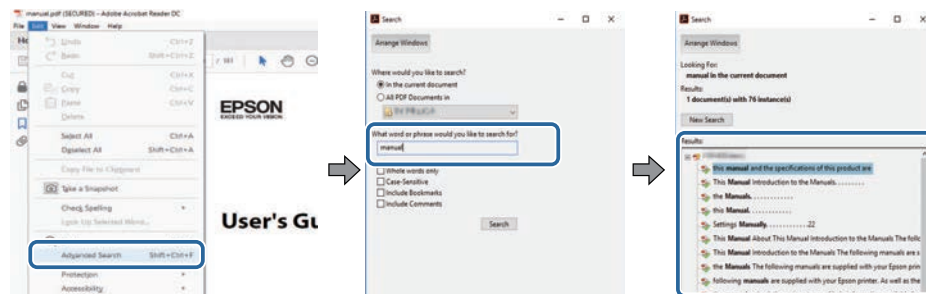 manual.pdf (SECURED) - Adobe Acrobat Reader DC
File Edit View Window Help
Undo Ctrl+Z
Redo Shift+Ctrl+Z
Cut Ctrl+X
Copy Ctrl+C
Paste Ctrl+V
Delete
Select All Ctrl+A
Deselect All Shift+Ctrl+A
Copy File to Clipboard
Take a Snapshot
Check Spelling
Look Up Selected Word...
Advanced Search Shift+Ctrl+F
Protection
Accessibility
/ 161
EPSON
EXCEED YOUR VISION
User's Gu
Search
Arrange Windows
Where would you like to search?
In the current document
All PDF Documents in
What word or phrase would you like to search for?
manual
Whole words only
Case-Sensitive
Include Bookmarks
Include Comments
Search
Search
Arrange Windows
Looking For:
manual in the current document
Results:
1 document(s) with 76 instance(s)
New Search
Results:
this manual and the specifications of this product are
This Manual Introduction to the Manuals.........
the Manuals.............
this Manual.............
Settings Manually.............22
This Manual About This Manual Introduction to the Manuals The follo
This Manual Introduction to the Manuals The following manuals are s
the Manuals The following manuals are supplied with your Epson prin
following manuals are supplied with your Epson printer. As well as the